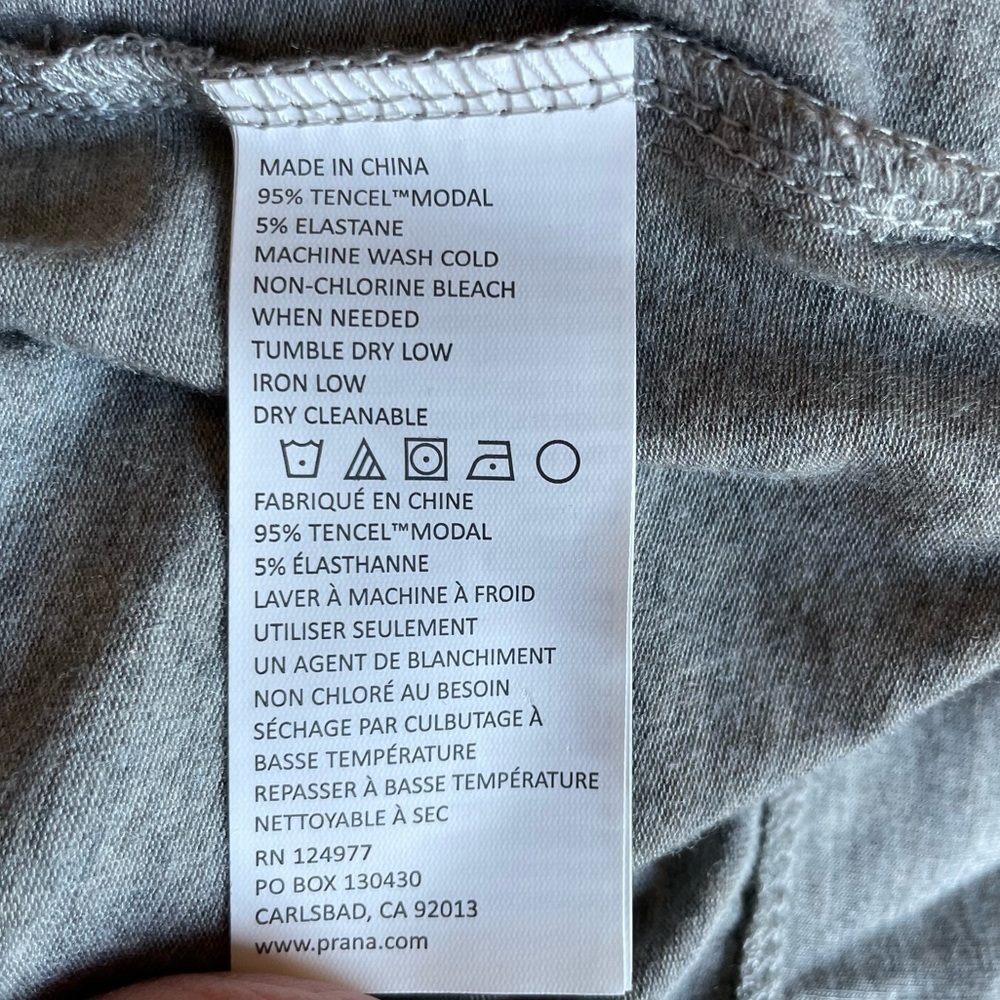 MADE IN CHINA
95% TENCEL™MODAL
5% ELASTANE
MACHINE WASH COLD
NON-CHLORINE BLEACH
WHEN NEEDED
TUMBLE DRY LOW
IRON LOW
DRY CLEANABLE
FABRIQUÉ EN CHINE
95% TENCEL™MODAL
5% ÉLASTHANNE
LAVER À MACHINE À FROID
UTILISER SEULEMENT
UN AGENT DE BLANCHIMENT
NON CHLORÉ AU BESOIN
SÉCHAGE PAR CULBUTAGE À
BASSE TEMPÉRATURE
REPASSER À BASSE TEMPÉRATURE
NETTOYABLE À SEC
RN 124977
PO BOX 130430
CARLSBAD, CA 92013
www.prana.com